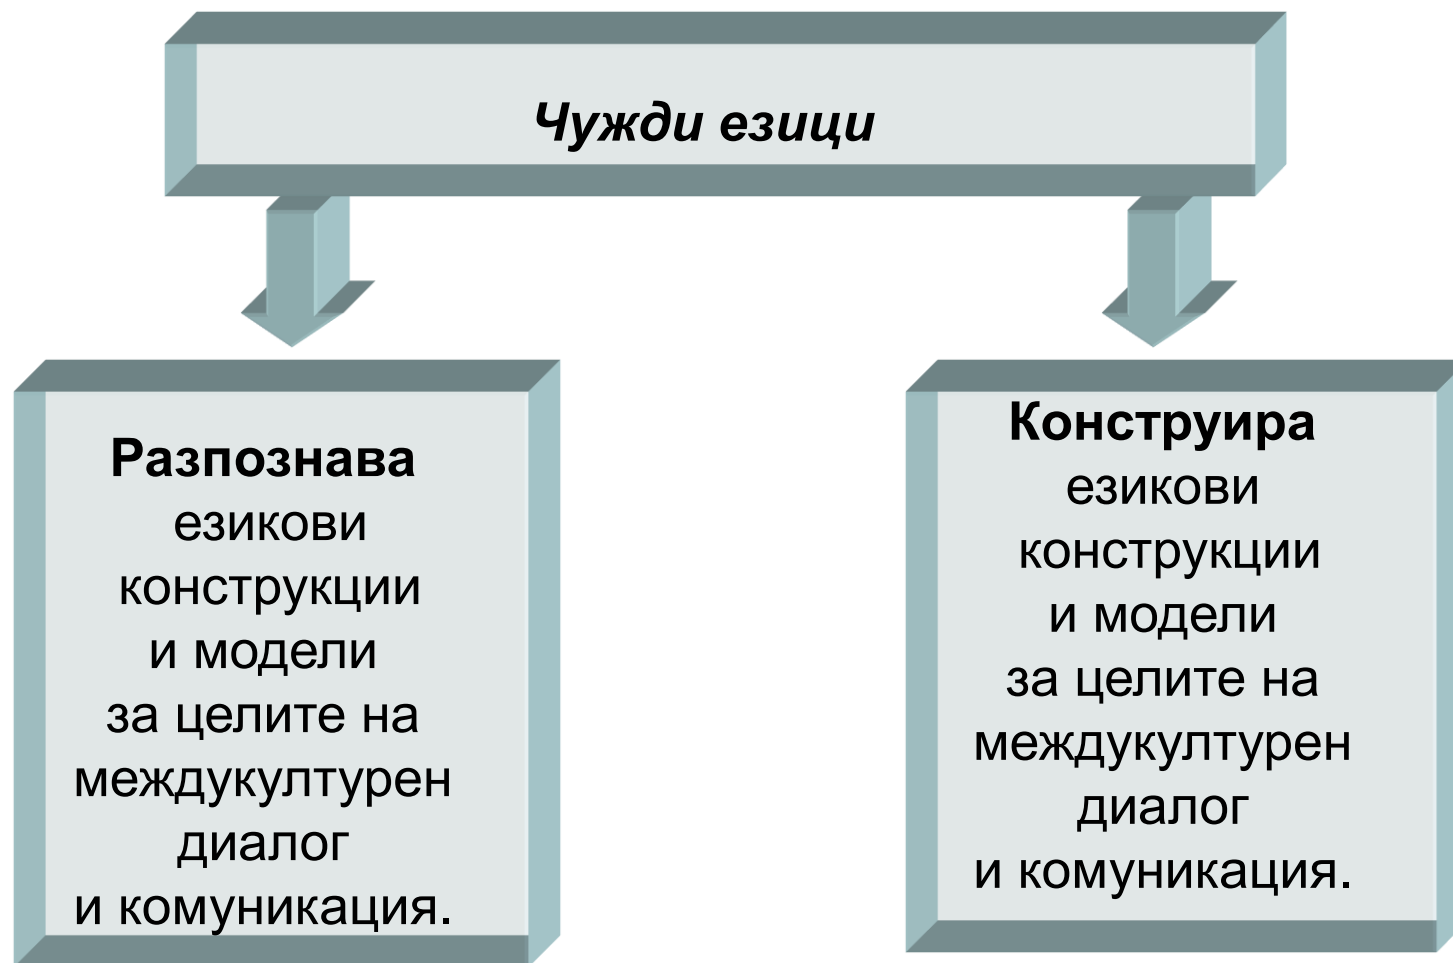 Чужди езици
Разпознава
езикови
конструкции
и модели
за целите на
междукултурен
диалог
и комуникация.
Конструира
езикови
конструкции
и модели
за целите на
междукултурен
диалог
и комуникация.